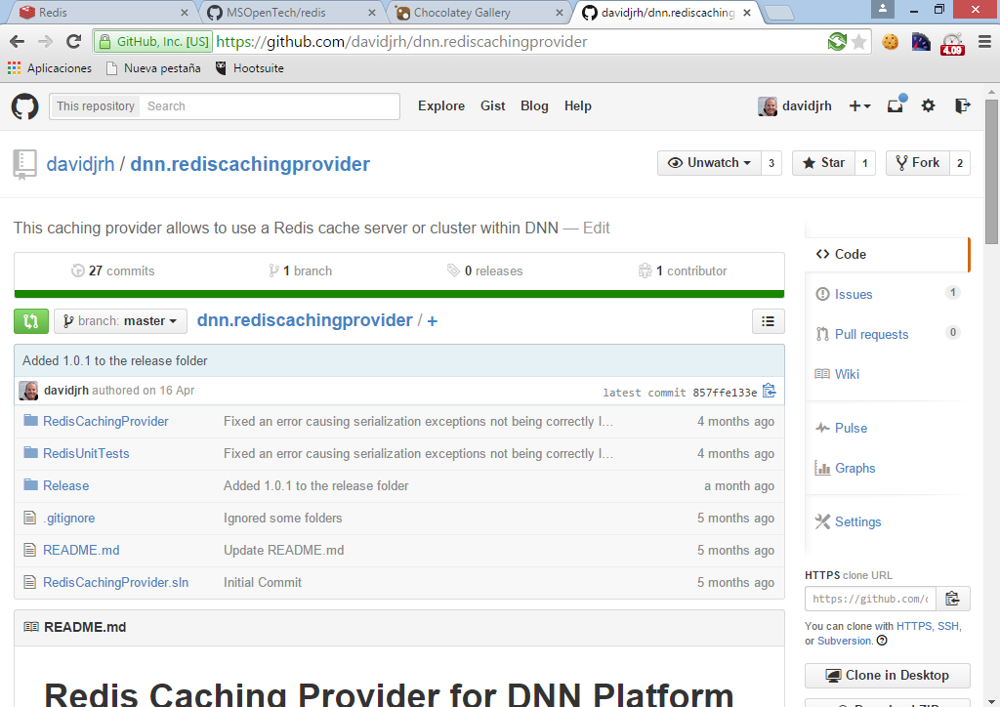 Redis
MSOpenTech/redis
Chocolatey Gallery
davidjrh/dnn.rediscaching
GitHub, Inc. [US]
https://github.com/davidjrh/dnn.rediscachingprovider
4.09
Aplicaciones
Nueva pestaña
Hootsuite
This repository
Search
Explore
Gist
Blog
Help
davidjrh
davidjrh / dnn.rediscachingprovider
Unwatch 3
Star 1
Fork 2
This caching provider allows to use a Redis cache server or cluster within DNN — Edit
27 commits
1 branch
0 releases
1 contributor
branch: master
dnn.rediscachingprovider / +
Added 1.0.1 to the release folder
davidjrh authored on 16 Apr
latest commit 857ffe133e
RedisCachingProvider Fixed an error causing serialization exceptions not being correctly l… 4 months ago
RedisUnitTests Fixed an error causing serialization exceptions not being correctly l… 4 months ago
Release Added 1.0.1 to the release folder a month ago
.gitignore Ignored some folders 5 months ago
README.md Update README.md 5 months ago
RedisCachingProvider.sln Initial Commit 5 months ago
README.md
Redis Caching Provider for DNN Platform
Code
Issues 1
Pull requests 0
Wiki
Pulse
Graphs
Settings
HTTPS clone URL
https://github.com/
You can clone with HTTPS, SSH,
or Subversion.
Clone in Desktop
Download ZIP